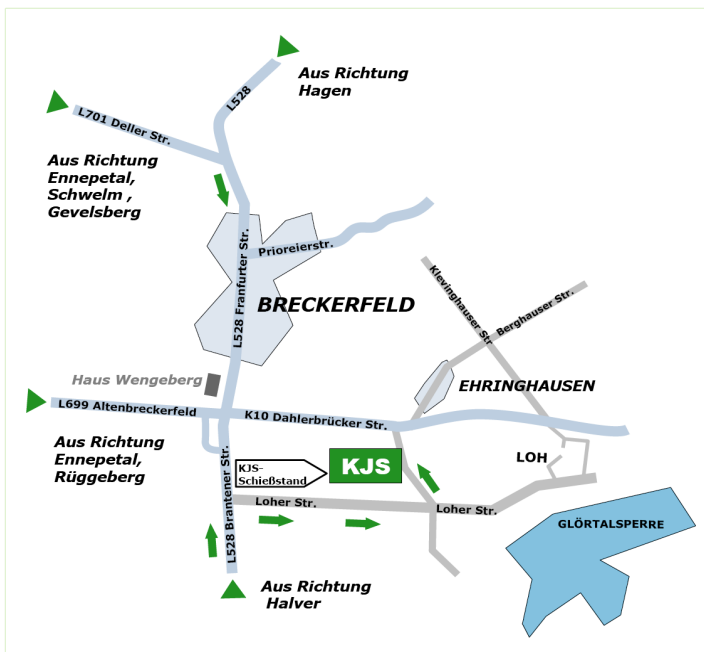 Aus Richtung
Hagen
L528
L701 Deller Str.
Aus Richtung
Ennepetal,
Schwelm ,
Gevelsberg
Prioreierstr.
L528 Franfurter Str.
BRECKERFELD
Klevinghauser Str
Berghauser Str.
Haus Wengeberg
EHRINGHAUSEN
L699 Altenbreckerfeld
K10 Dahlerbrücker Str.
Aus Richtung
Ennepetal,
Rüggeberg
KJS-
Schießstand
KJS
LOH
Loher Str.
Loher Str.
L528 Brantener Str.
GLÖRTALSPERRE
Aus Richtung
Halver